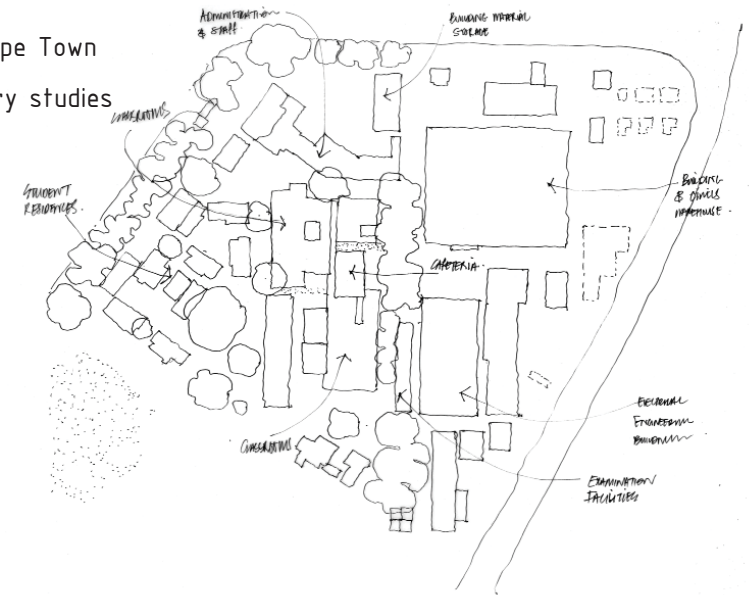 pe Town
ry studies
ADMINISTRATION
& STAFF.
BUILDING MATERIAL
STORAGE
CLASSROOMS
STUDENT
RESIDENCES.
BUILDING
& CIVILS
WAREHOUSE.
CAFETERIA.
ELECTRICAL
ENGINEERING
BUILDING
CLASSROOMS
EXAMINATION
FACILITIES